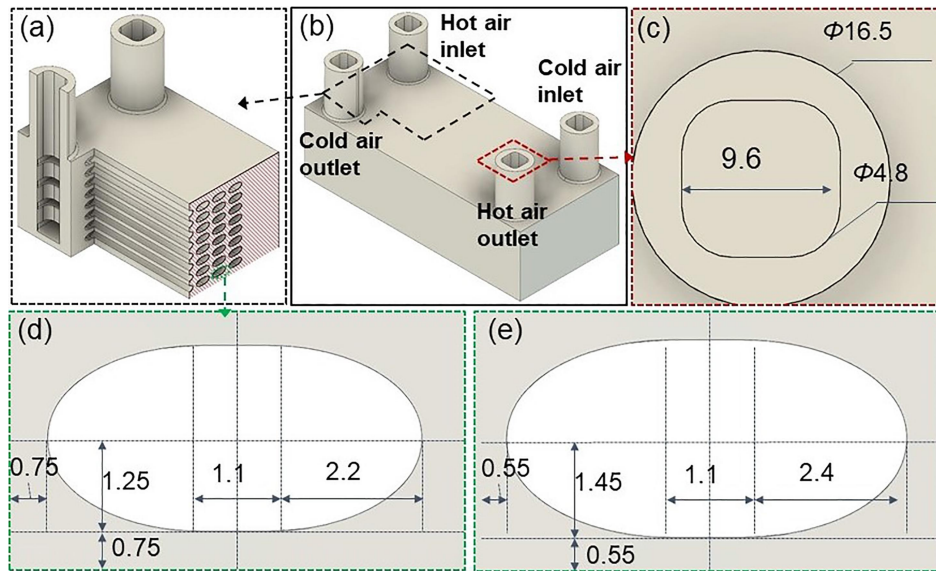 (a)
(b)
Hot air
inlet
Cold air
inlet
Cold air
outlet
Hot air
outlet
(c)
Φ16.5
9.6
Φ4.8
(d)
0.75
1.25
1.1
2.2
0.75
(e)
0.55
1.45
1.1
2.4
0.55